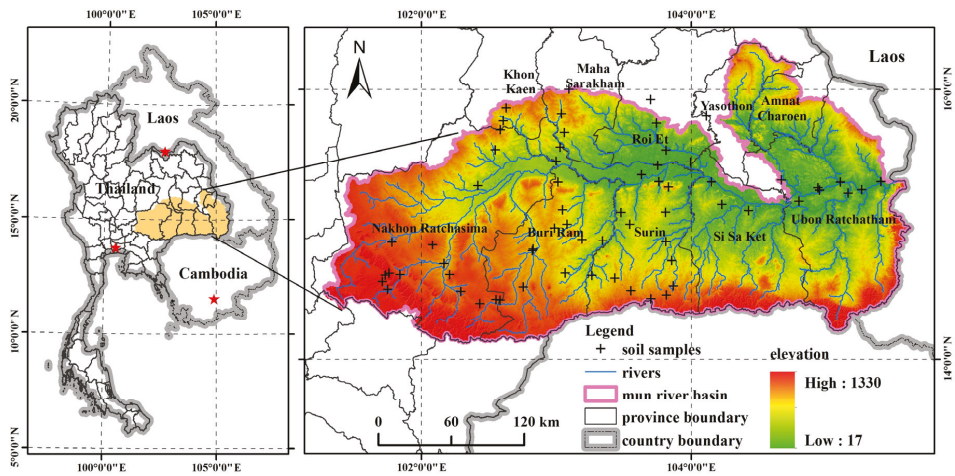 100°0'0"E
105°0'0"E
20°0'0"N
15°0'0"N
10°0'0"N
5°0'0"N
Laos
Thailand
Cambodia
100°0'0"E
105°0'0"E
102°0'0"E
104°0'0"E
N
Khon
Kaen
Maha
Sarakham
Laos
16°0'0"N
Yasothon
Amnat
Charoen
Roi Et
Nakhon Ratchasima
Buri Ram
Surin
Si Sa Ket
Ubon Ratchathani
14°0'0"N
Legend
soil samples
rivers
mun river basin
province boundary
country boundary
elevation
High : 1330
Low : 17
0
60
120 km
102°0'0"E
104°0'0"E